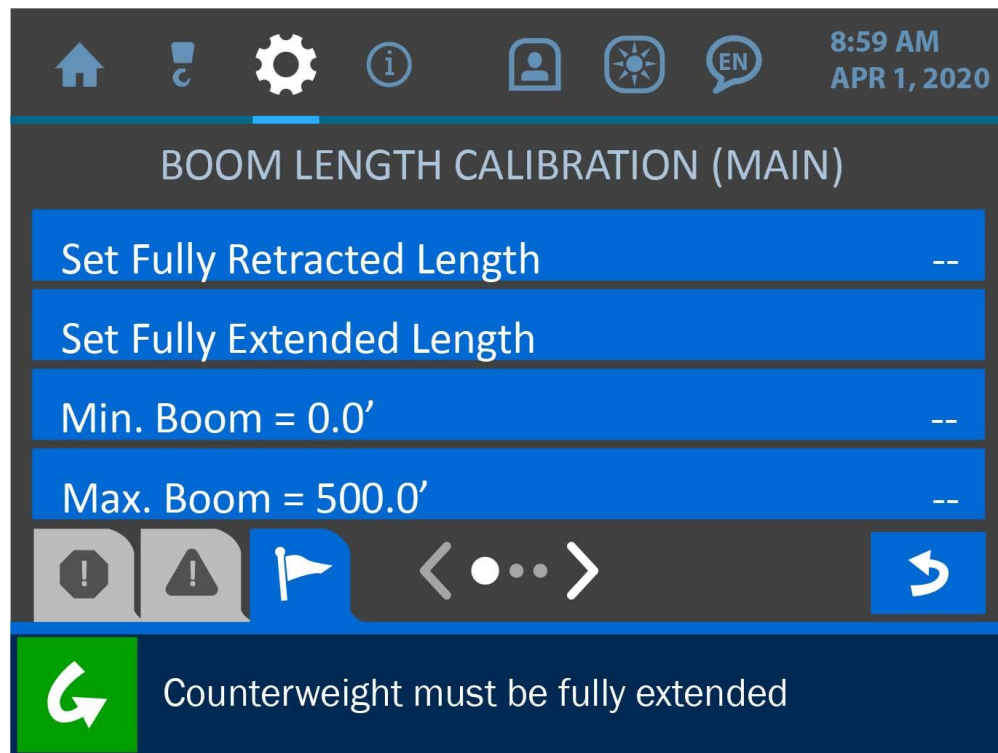 i
EN
8:59 AM
APR 1, 2020
BOOM LENGTH CALIBRATION (MAIN)
Set Fully Retracted Length --
Set Fully Extended Length
Min. Boom = 0.0’ --
Max. Boom = 500.0’ --
! !
Counterweight must be fully extended